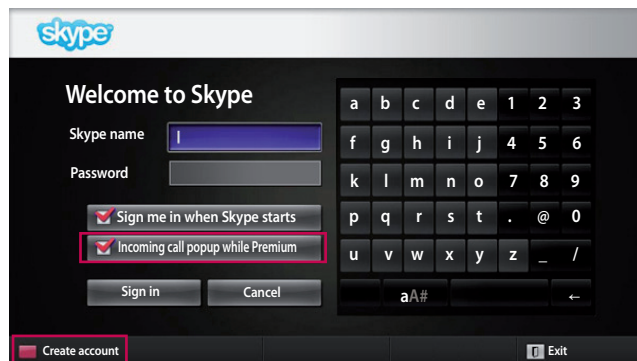 skype
Welcome to Skype
Skype name
Password
Sign me in when Skype starts
Incoming call popup while Premium
Sign in Cancel
a b c d e 1 2 3
f g h i j 4 5 6
k l m n o 7 8 9
p q r s t . @ 0
u v w x y z _ /
aA# ←
Create account Exit